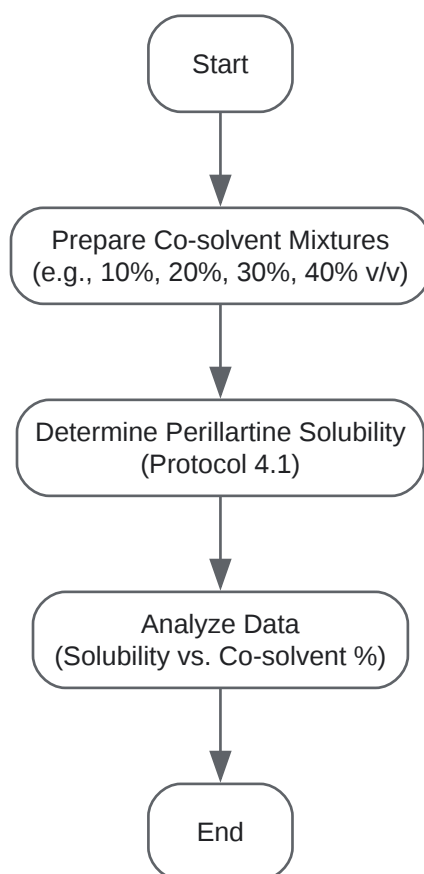 Start
Prepare Co-solvent Mixtures
(e.g., 10%, 20%, 30%, 40% v/v)
Determine Perillartine Solubility
(Protocol 4.1)
Analyze Data
(Solubility vs. Co-solvent %)
End